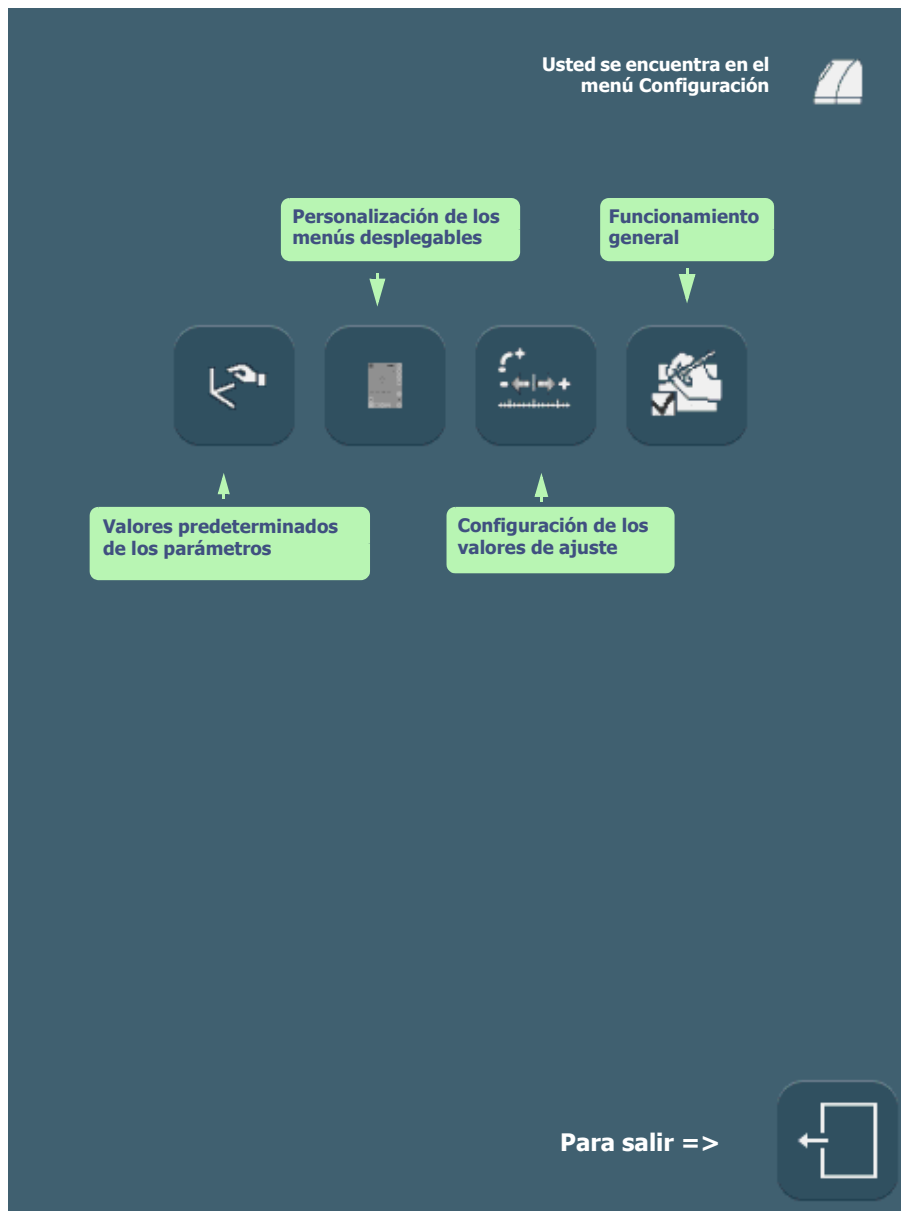 Usted se encuentra en el
menú Configuración
Personalización de los
menús desplegables
Funcionamiento
general
Valores predeterminados
de los parámetros
Configuración de los
valores de ajuste
Para salir =>